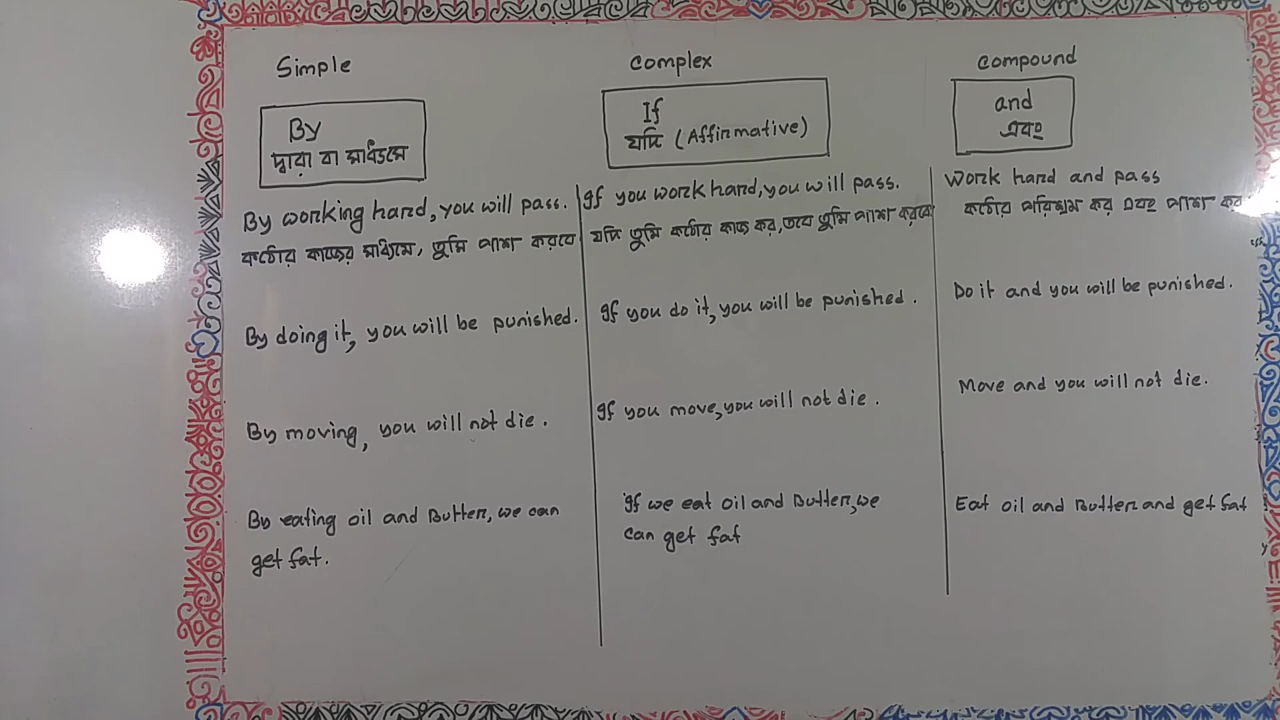 Simple
By
দ্বারা বা মাধ্যমে
By working hard, you will pass.
কঠোর কাজের মাধ্যমে, তুমি পাশ করবে
By doing it, you will be punished.
By moving, you will not die.
By eating oil and Butter, we can
get fat.
Complex
If
যদি (Affirmative)
If you work hard, you will pass.
যদি তুমি কঠোর কাজ কর, তবে তুমি পাশ করবে
If you do it, you will be punished.
If you move, you will not die.
If we eat oil and Butter, we
can get fat
Compound
and
এবং
Work hard and pass
কঠোর পরিশ্রম কর এবং পাশ কর
Do it and you will be punished.
Move and you will not die.
Eat oil and Butter and get fat